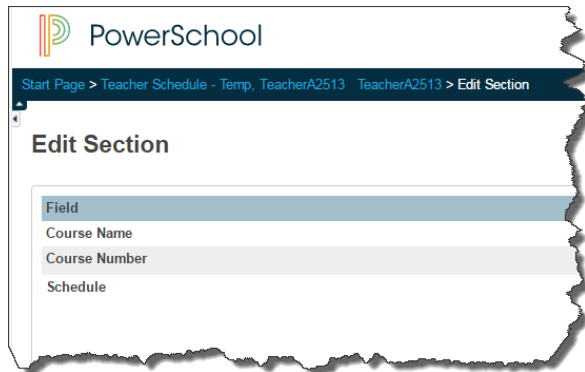 PowerSchool
Start Page > Teacher Schedule - Temp, TeacherA2513 TeacherA2513 > Edit Section
Edit Section
Field
Course Name
Course Number
Schedule